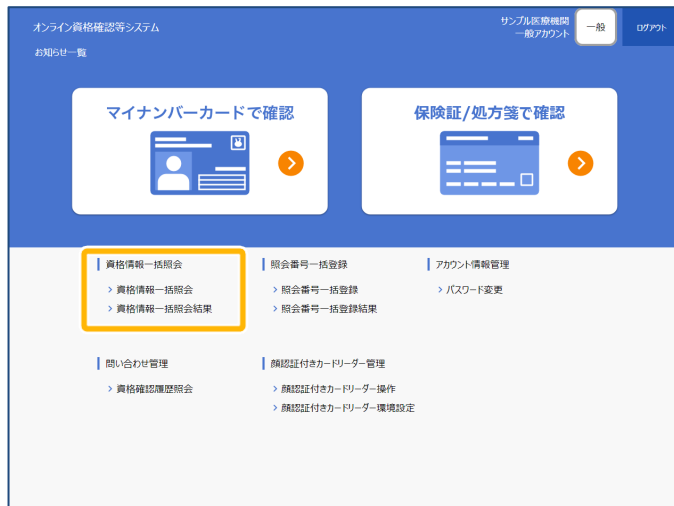 オンライン資格確認等システム
サンプル医療機関
一般アカウント
一般
ログアウト
お知らせ一覧
マイナンバーカードで確認
保険証/処方箋で確認
資格情報一括照会
資格情報一括照会
資格情報一括照会結果
照会番号一括登録
照会番号一括登録
照会番号一括登録結果
アカウント情報管理
パスワード変更
問い合わせ管理
資格確認履歴照会
顔認証付きカードリーダー管理
顔認証付きカードリーダー操作
顔認証付きカードリーダー環境設定